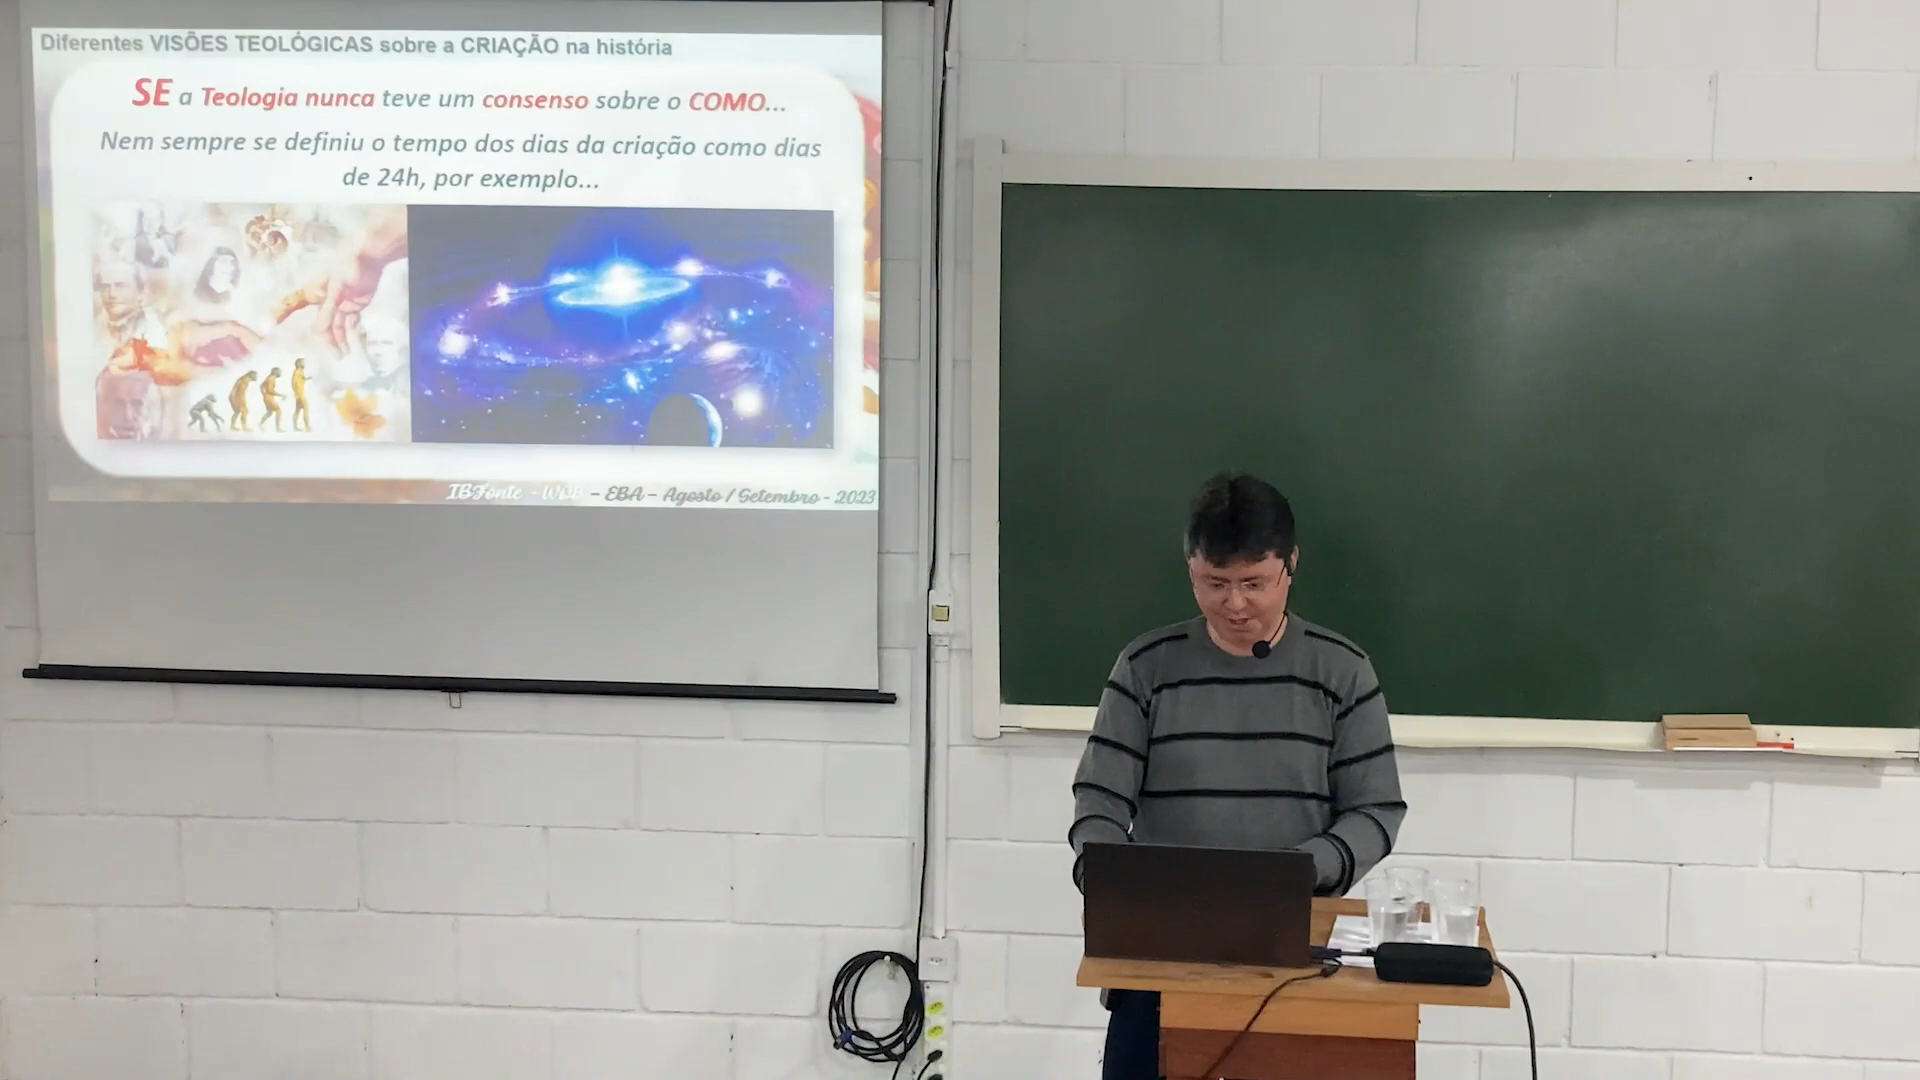 Diferentes VISÕES TEOLÓGICAS sobre a CRIAÇÃO na história
SE a Teologia nunca teve um consenso sobre o COMO...
Nem sempre se definiu o tempo dos dias da criação como dias
de 24h, por exemplo...
IBFonte - - EBA - Agosto / Setembro - 2023